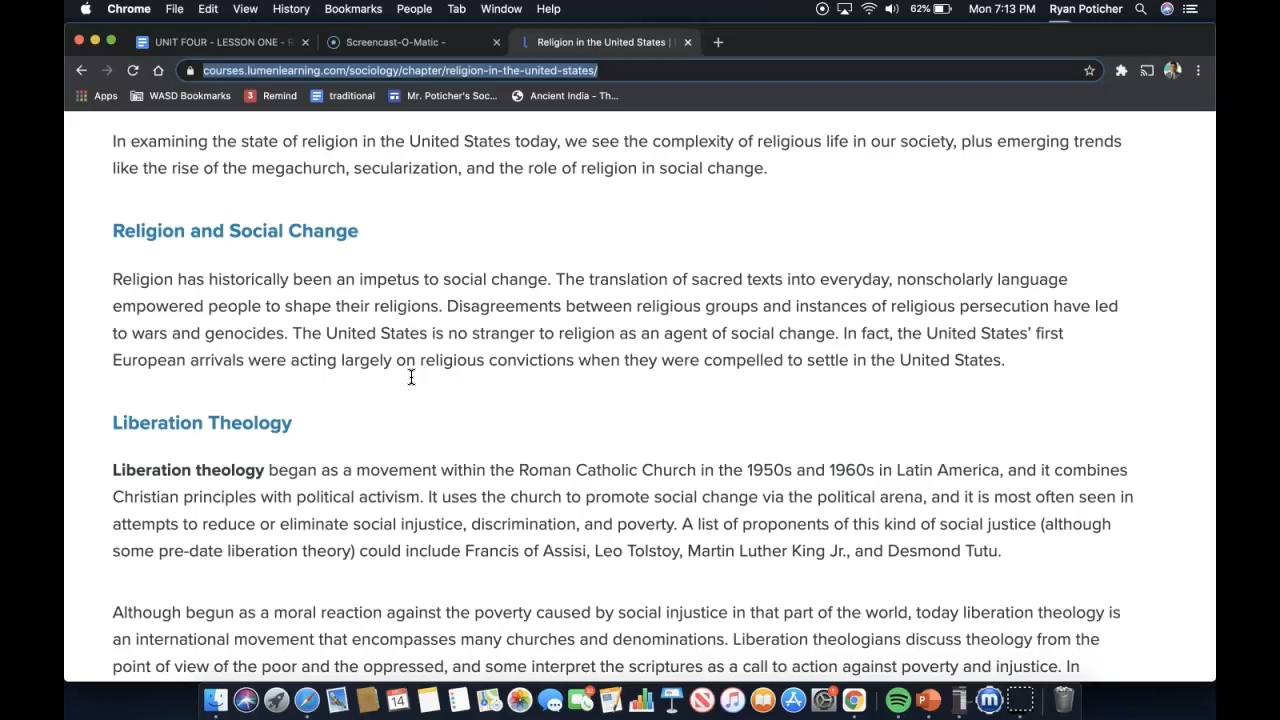 Chrome File Edit View History Bookmarks People Tab Window Help 62% Mon 7:13 PM Ryan Poticher
UNIT FOUR - LESSON ONE - Screencast-O-Matic - Religion in the United States |
courses.lumenlearning.com/sociology/chapter/religion-in-the-united-states/
Apps WASD Bookmarks 3 Remind traditional Mr. Poticher's Soc... Ancient India - Th...
In examining the state of religion in the United States today, we see the complexity of religious life in our society, plus emerging trends
like the rise of the megachurch, secularization, and the role of religion in social change.
Religion and Social Change
Religion has historically been an impetus to social change. The translation of sacred texts into everyday, nonscholarly language
empowered people to shape their religions. Disagreements between religious groups and instances of religious persecution have led
to wars and genocides. The United States is no stranger to religion as an agent of social change. In fact, the United States’ first
European arrivals were acting largely on religious convictions when they were compelled to settle in the United States.
Liberation Theology
Liberation theology began as a movement within the Roman Catholic Church in the 1950s and 1960s in Latin America, and it combines
Christian principles with political activism. It uses the church to promote social change via the political arena, and it is most often seen in
attempts to reduce or eliminate social injustice, discrimination, and poverty. A list of proponents of this kind of social justice (although
some pre-date liberation theory) could include Francis of Assisi, Leo Tolstoy, Martin Luther King Jr., and Desmond Tutu.
Although begun as a moral reaction against the poverty caused by social injustice in that part of the world, today liberation theology is
an international movement that encompasses many churches and denominations. Liberation theologians discuss theology from the
point of view of the poor and the oppressed, and some interpret the scriptures as a call to action against poverty and injustice. In
14